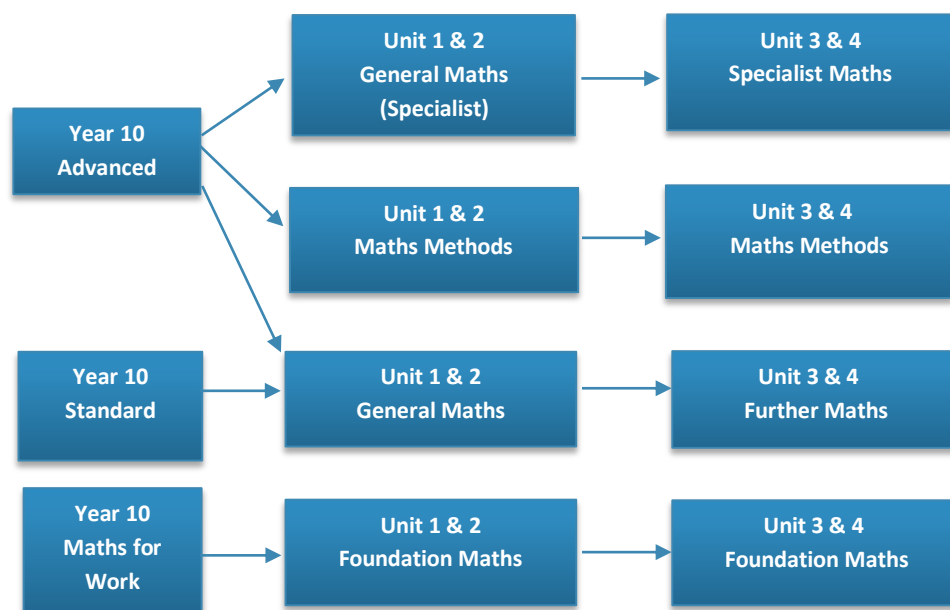 Unit 1 & 2
General Maths
(Specialist)
Unit 3 & 4
Specialist Maths
Year 10
Advanced
Unit 1 & 2
Maths Methods
Unit 3 & 4
Maths Methods
Year 10
Standard
Unit 1 & 2
General Maths
Unit 3 & 4
Further Maths
Year 10
Maths for
Work
Unit 1 & 2
Foundation Maths
Unit 3 & 4
Foundation Maths